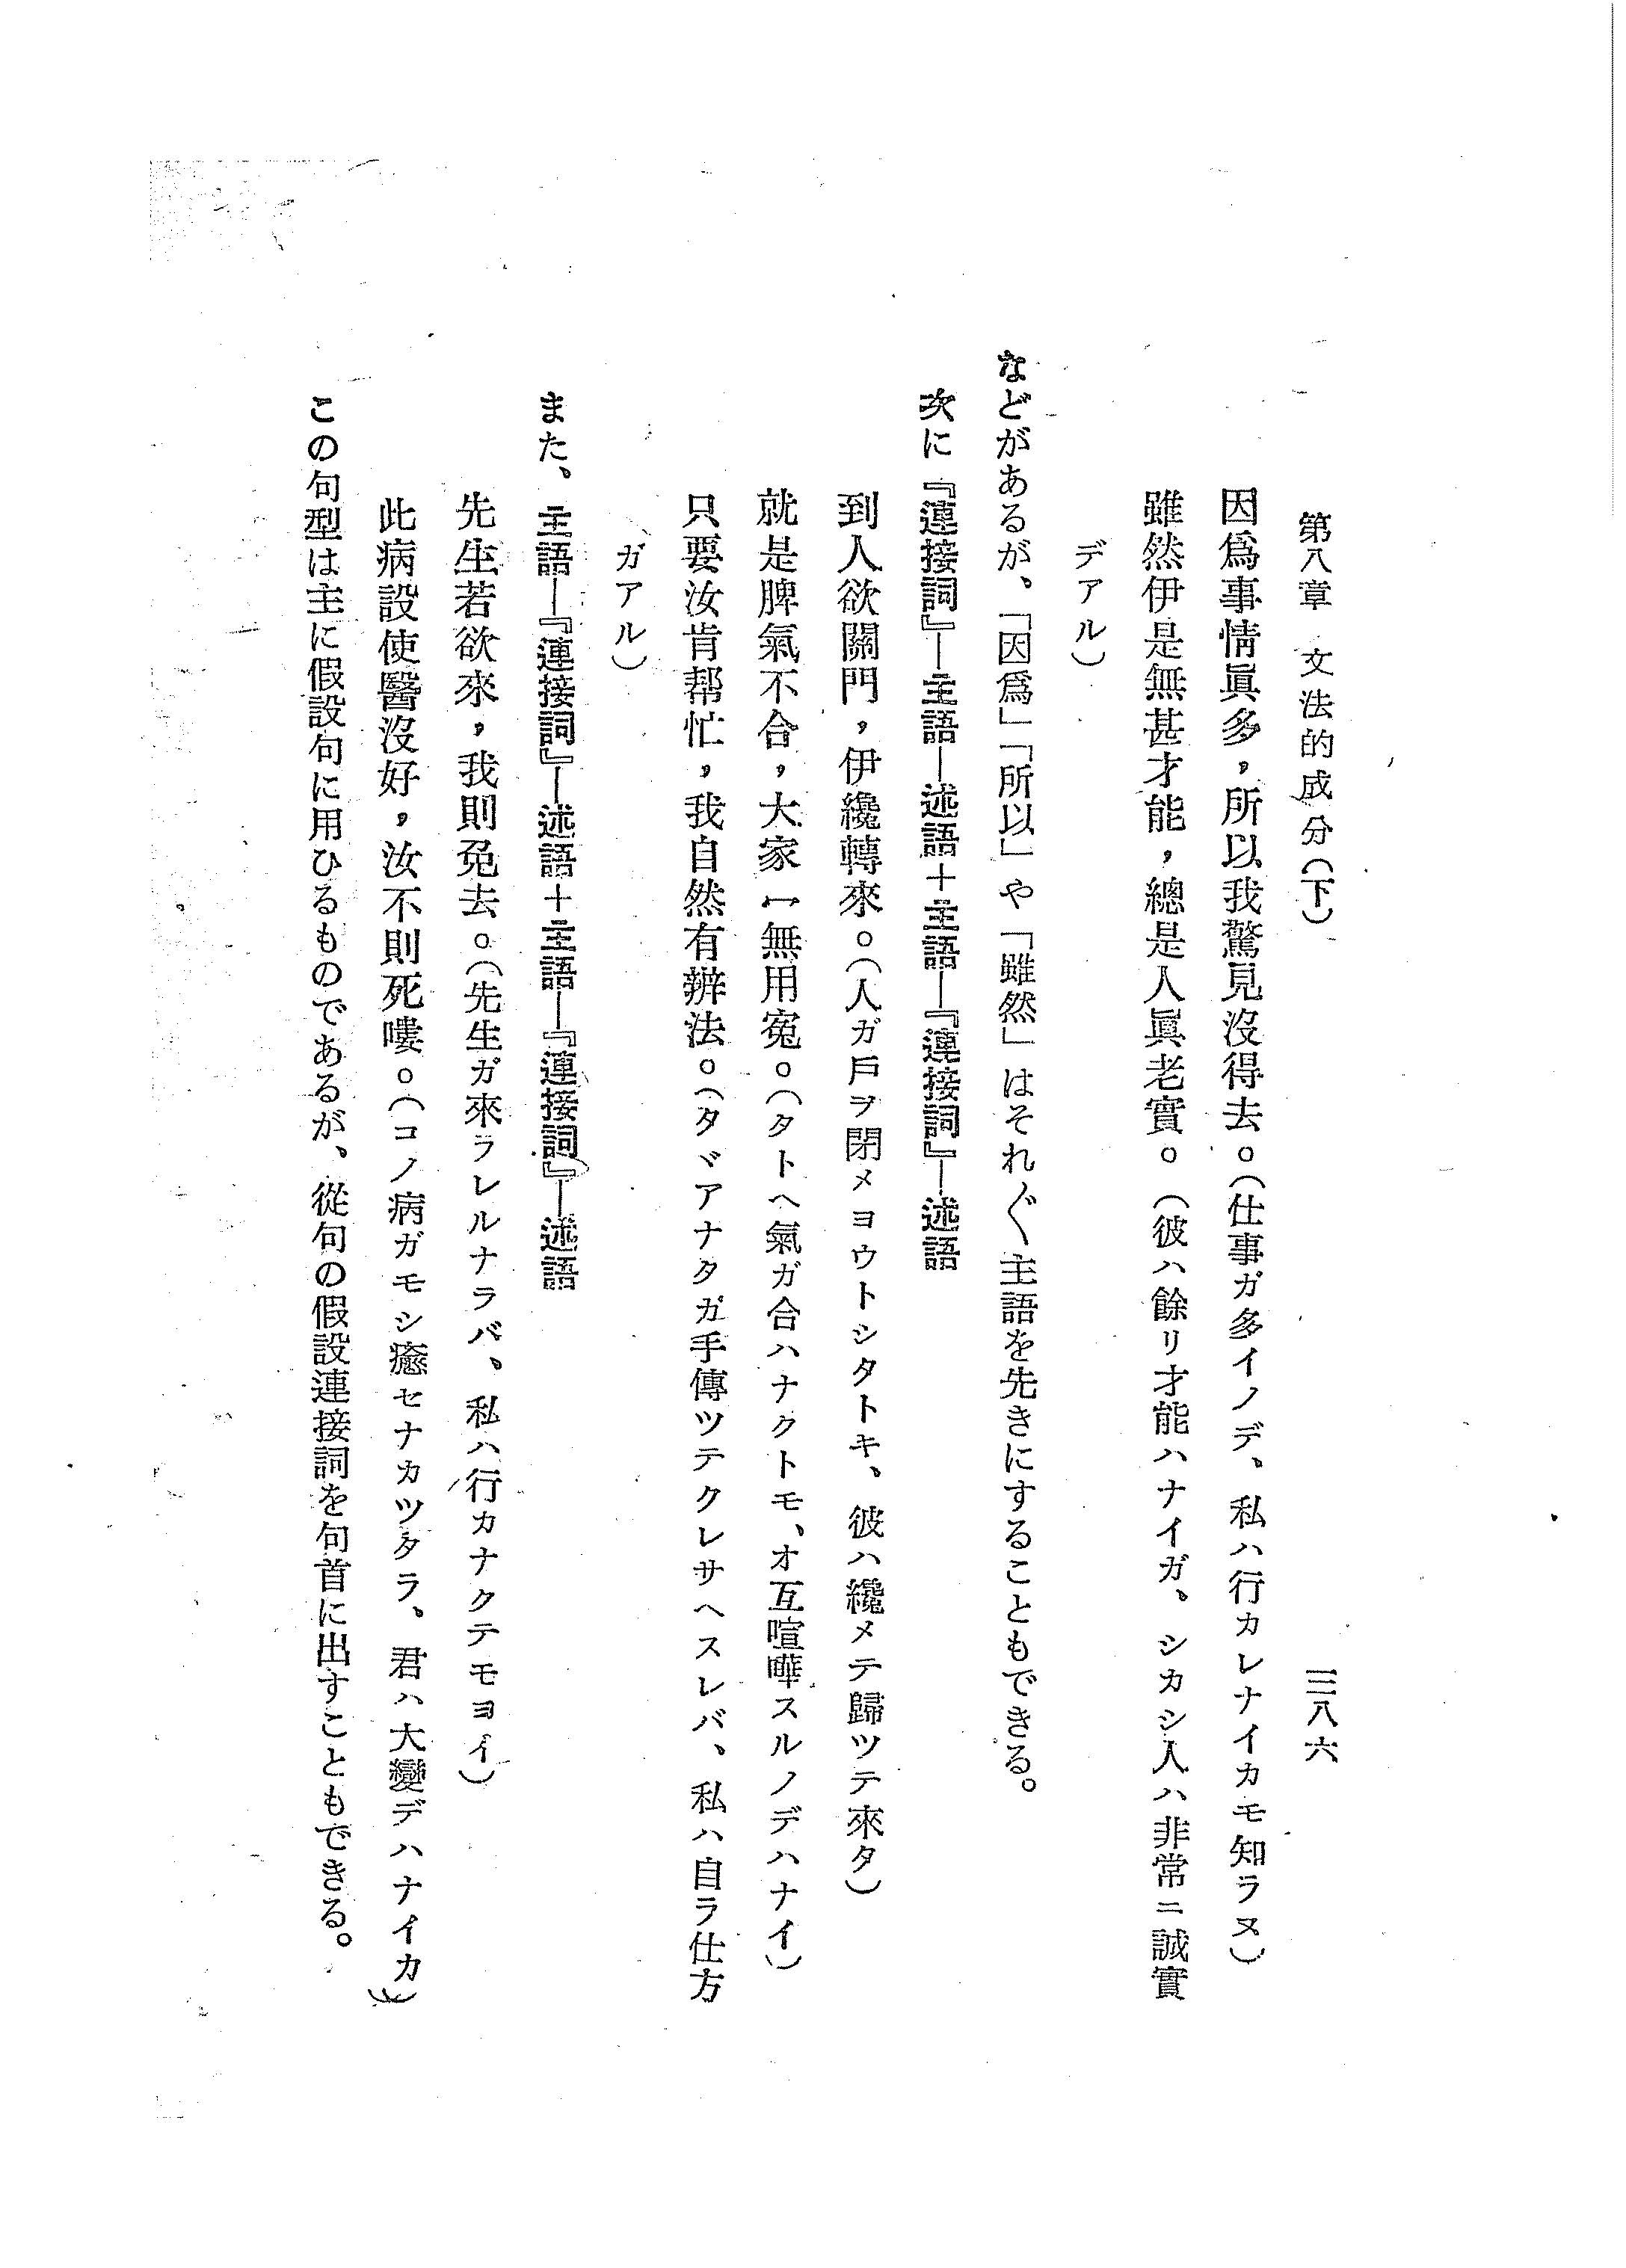 第八章 文法的成分(下) 三八六
因爲事情眞多，所以我驚見沒得去。(仕事ガ多イノデ、私ハ行カレナイカモ知ラヌ)
雖然伊是無甚才能，總是人眞老實。(彼ハ餘リ才能ハナイガ、シカシ人ハ非常ニ誠實
デアル)
などがあるが、「因爲」「所以」や「雖然」はそれ〲主語を先きにすることもできる。
次に『連接詞』—主語—述語＋主語—『連接詞』—述語
到人欲關門，伊纔轉來。(人ガ戶ヲ閉メヨウトシタトキ、彼ハ纔メテ歸ツテ來タ)
就是脾氣不合，大家亠無用寃。(タトヘ氣ガ合ハナクトモ、オ互喧嘩スルノデハナイ)
只要汝肯帮忙，我自然有辦法。(タヾアナタガ手傳ツテクレサヘスレバ、私ハ自ラ仕方
ガアル)
また、主語—『連接詞』—述語＋主語—『連接詞』—述語
先生若欲來，我則免去。(先生ガ來ラレルナラバ、私ハ行カナクテモヨイ)
此病設使醫沒好，汝不則死嘍。(コノ病ガモシ癒セナカツタラ、君ハ大變デハナイカ)
この句型は主に假設句に用ひるものであるが、從句の假設連接詞を句首に出すこともできる。